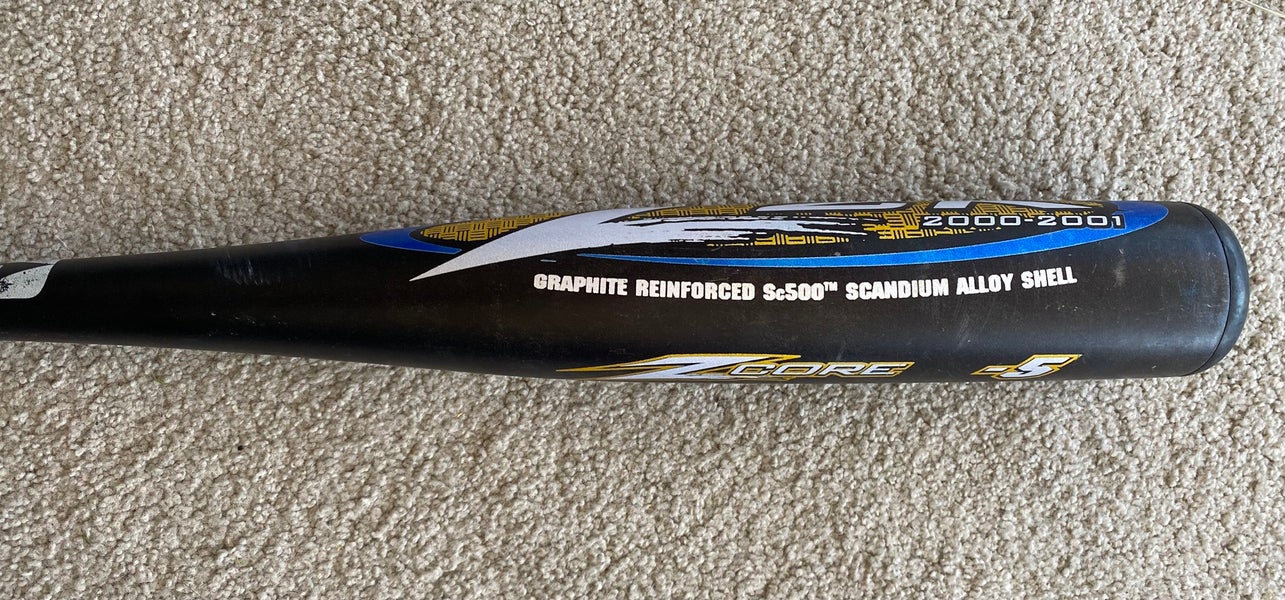 2000-2001
GRAPHITE REINFORCED Sc500™ SCANDIUM ALLOY SHELL
Z CORE -5